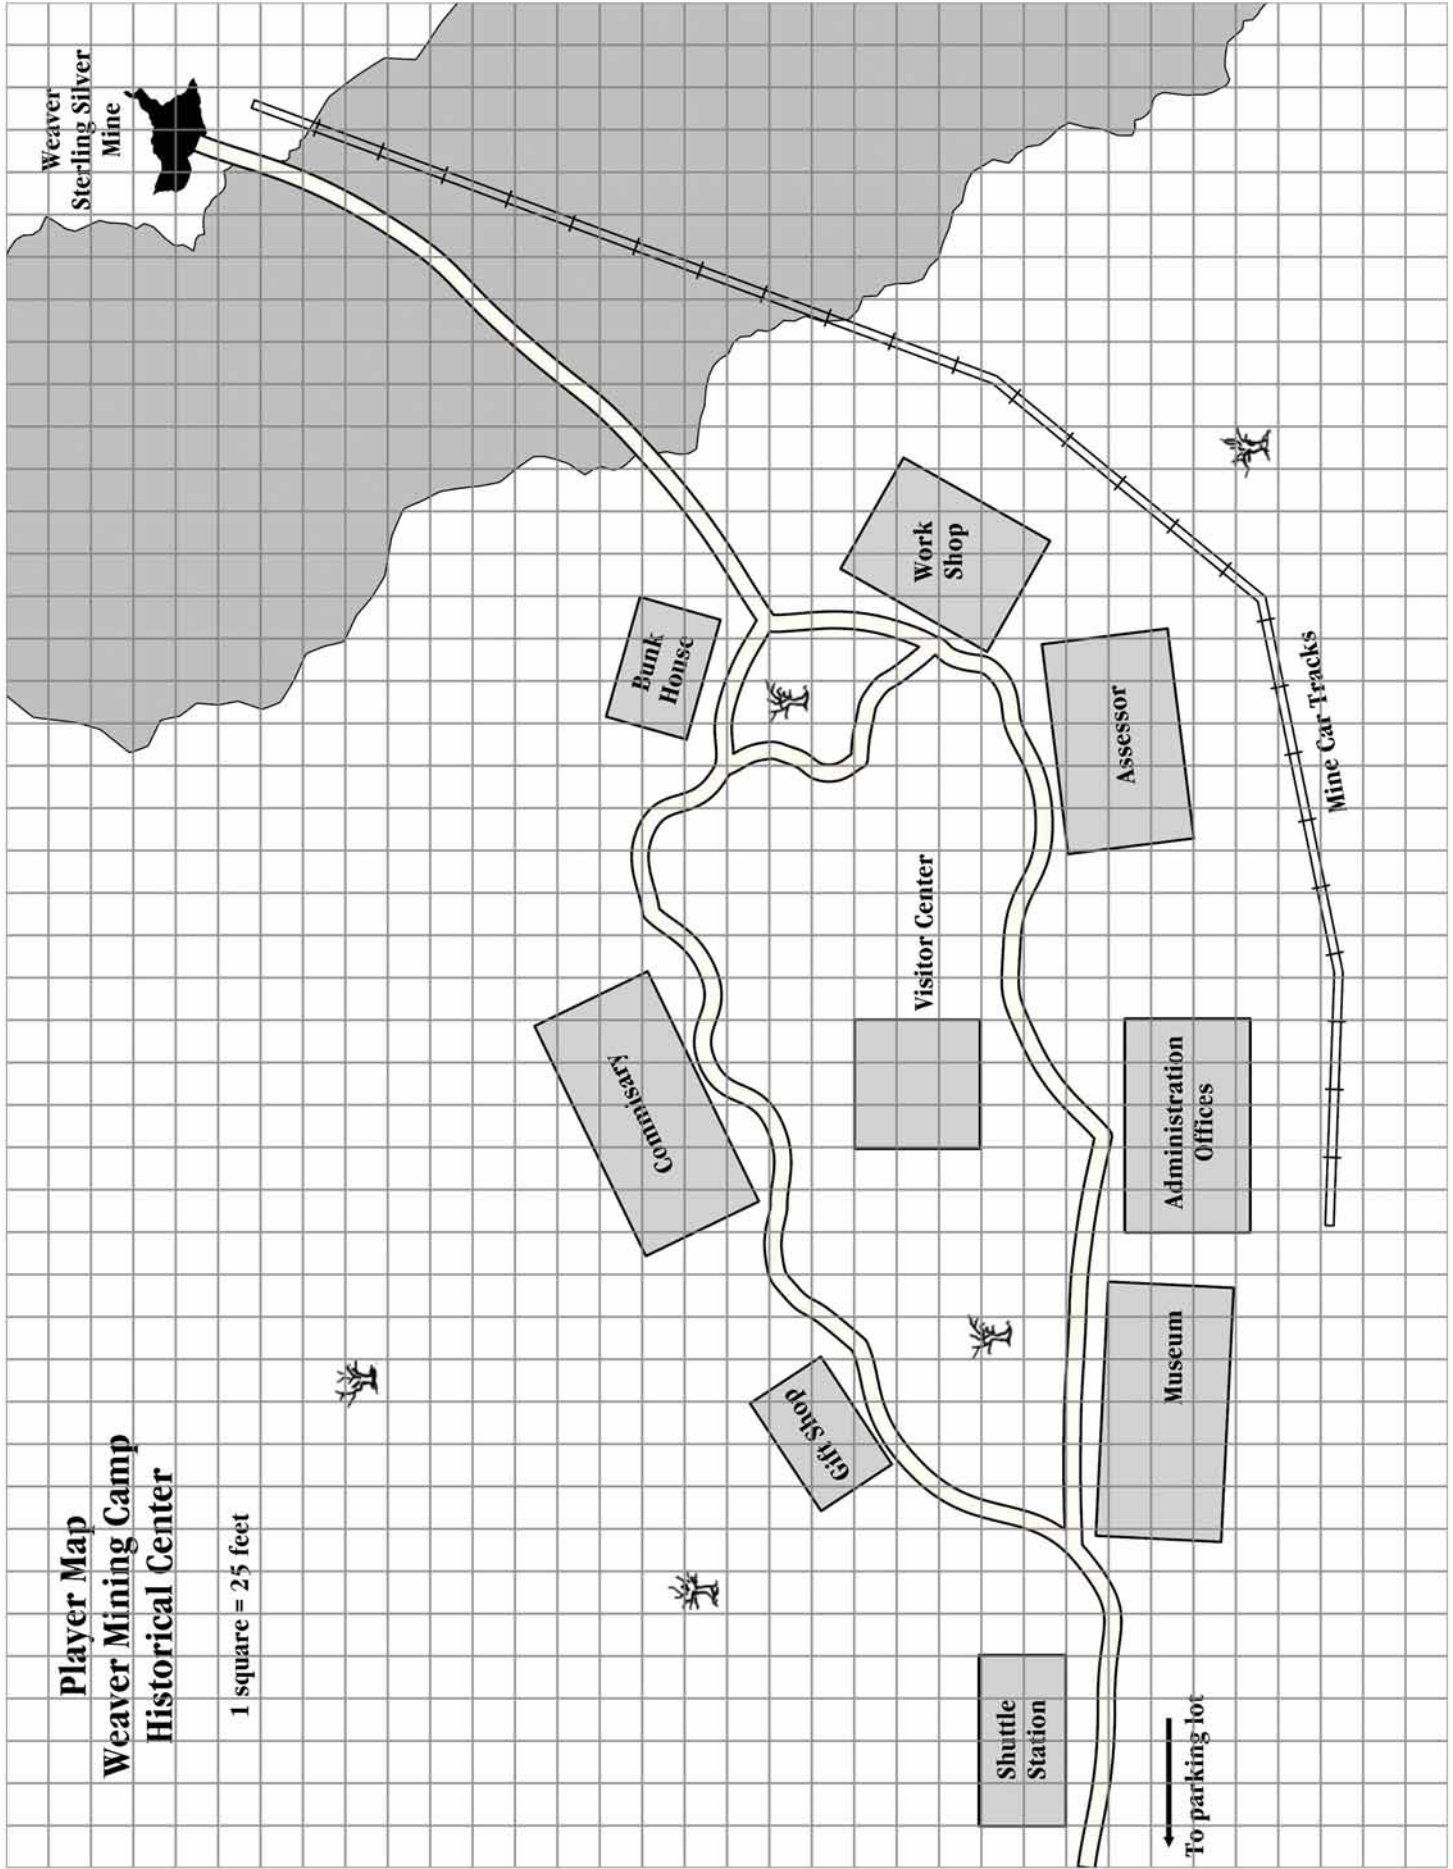 Player Map
Weaver Mining Camp
Historical Center
1 square = 25 feet
Weaver
Sterling Silver
Mine
Bunk
House
Work
Shop
Commisary
Assessor
Visitor Center
Mine Car Tracks
Gift Shop
Administration
Offices
Museum
Shuttle
Station
To parking lot